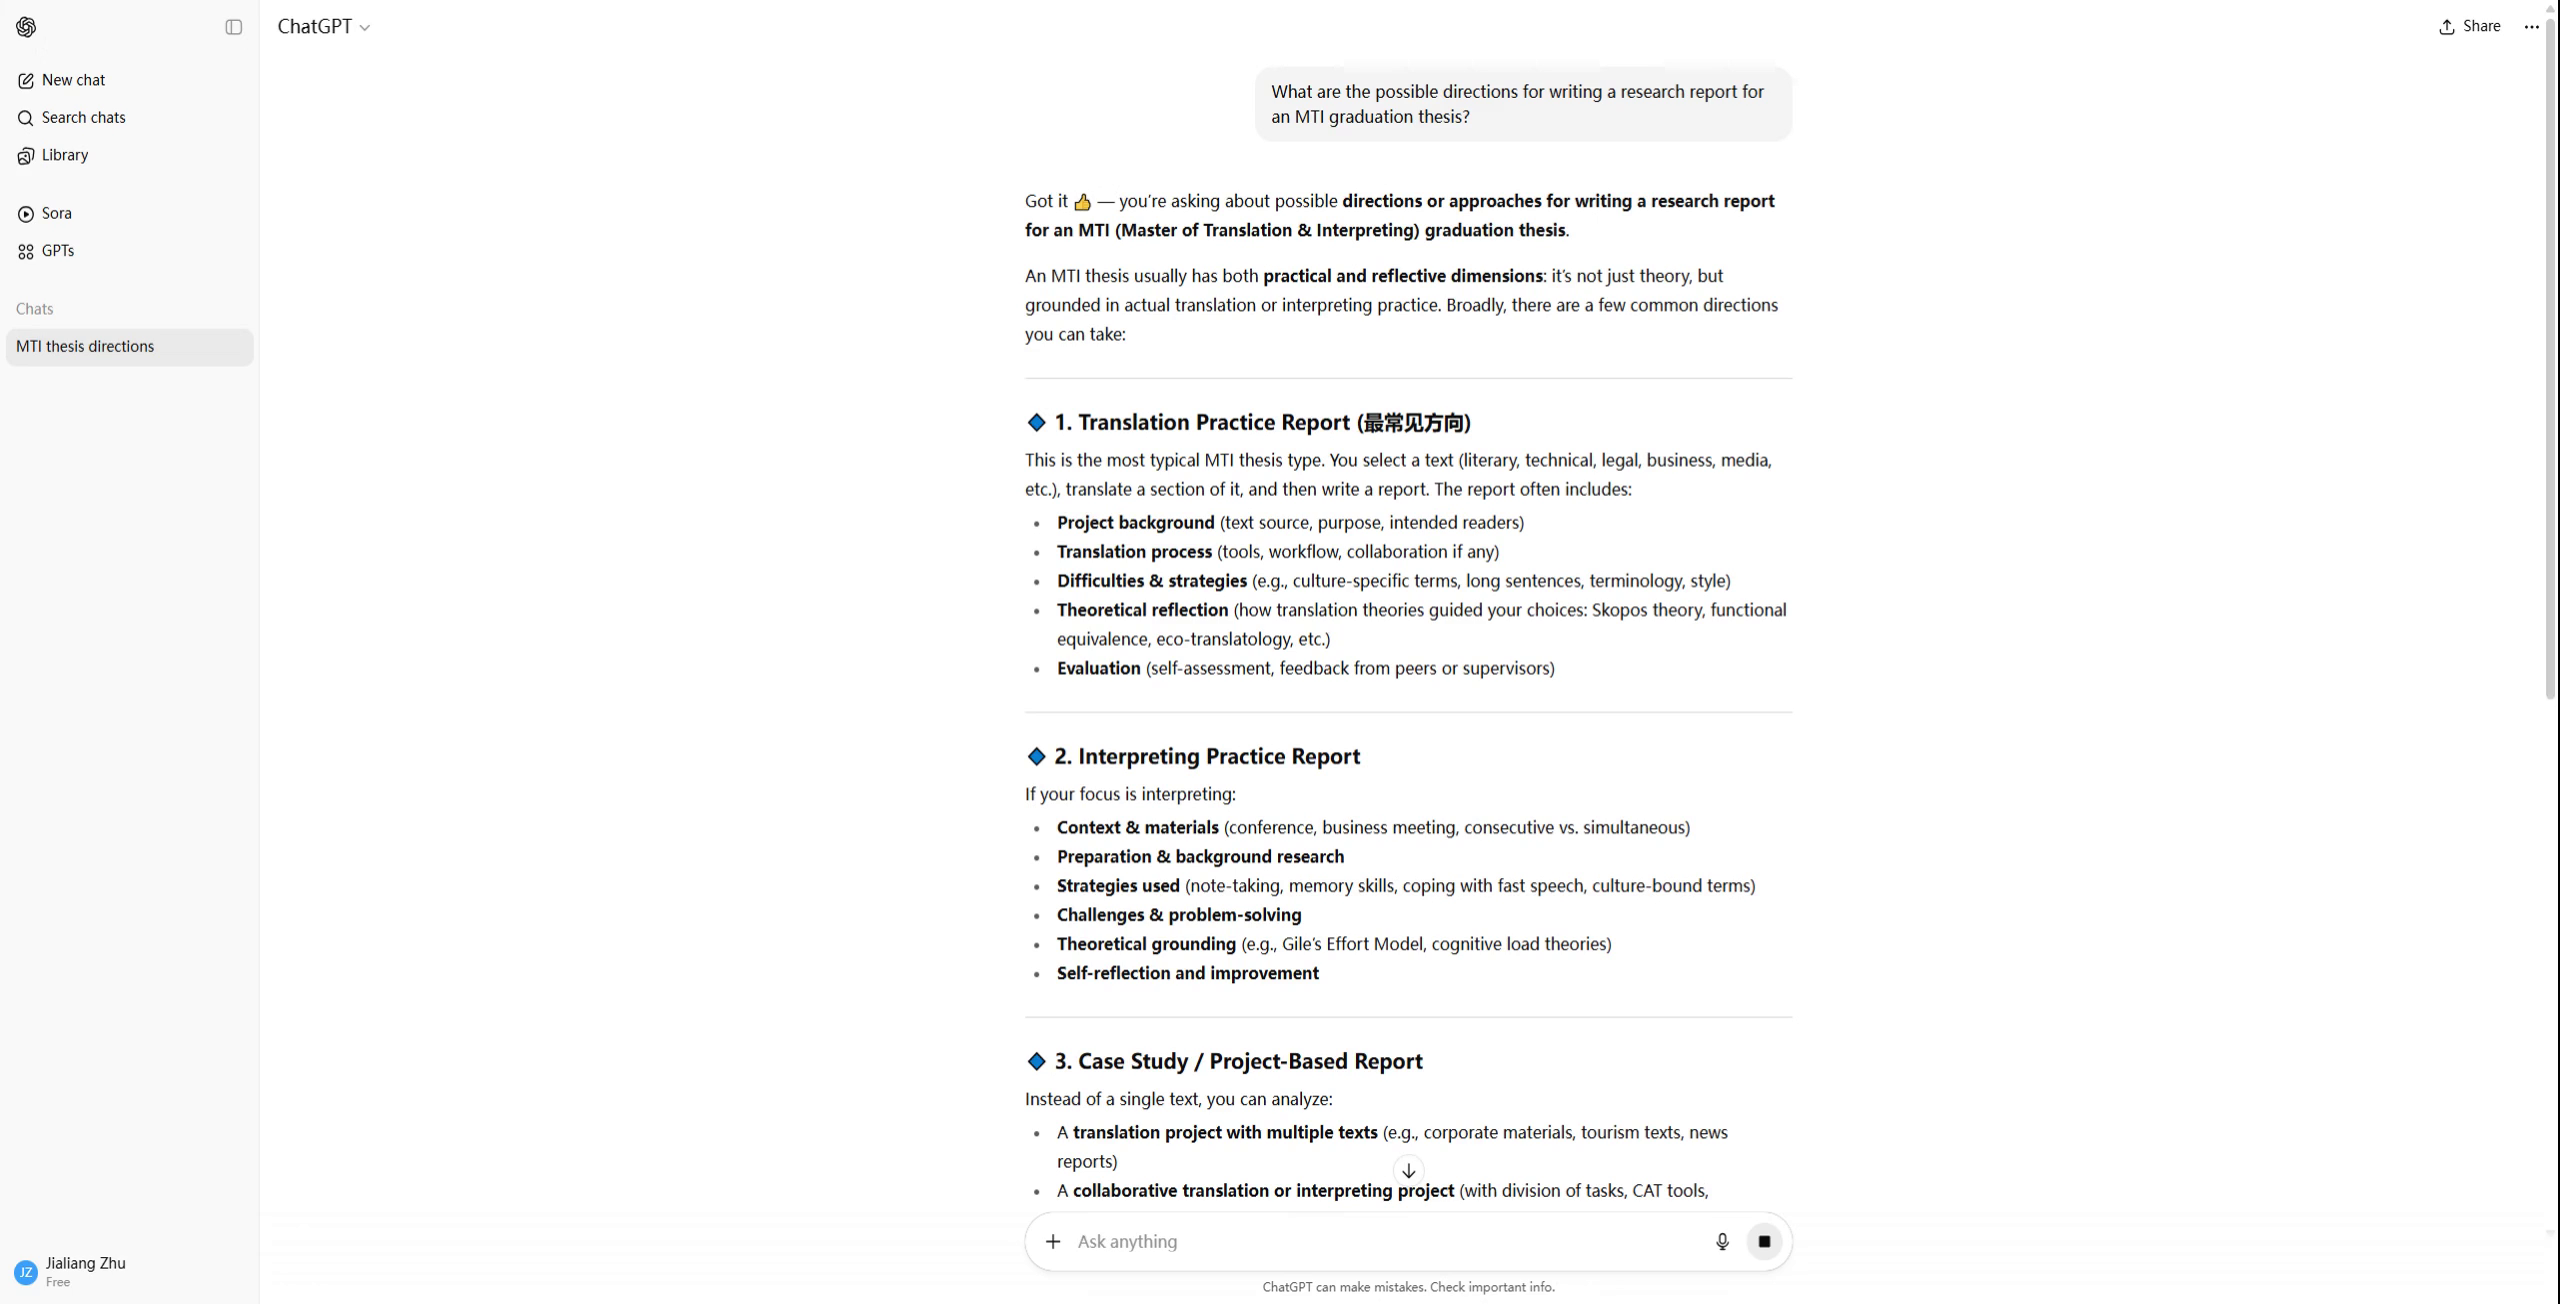 ChatGPT
Share
New chat
Search chats
Library
Sora
GPTs
Chats
MTI thesis directions
What are the possible directions for writing a research report for
an MTI graduation thesis?
Got it 👍 — you're asking about possible directions or approaches for writing a research report
for an MTI (Master of Translation & Interpreting) graduation thesis.
An MTI thesis usually has both practical and reflective dimensions: it's not just theory, but
grounded in actual translation or interpreting practice. Broadly, there are a few common directions
you can take:
🔷 1. Translation Practice Report (最常见方向)
This is the most typical MTI thesis type. You select a text (literary, technical, legal, business, media,
etc.), translate a section of it, and then write a report. The report often includes:
• Project background (text source, purpose, intended readers)
• Translation process (tools, workflow, collaboration if any)
• Difficulties & strategies (e.g., culture-specific terms, long sentences, terminology, style)
• Theoretical reflection (how translation theories guided your choices: Skopos theory, functional
equivalence, eco-translatology, etc.)
• Evaluation (self-assessment, feedback from peers or supervisors)
🔷 2. Interpreting Practice Report
If your focus is interpreting:
• Context & materials (conference, business meeting, consecutive vs. simultaneous)
• Preparation & background research
• Strategies used (note-taking, memory skills, coping with fast speech, culture-bound terms)
• Challenges & problem-solving
• Theoretical grounding (e.g., Gile's Effort Model, cognitive load theories)
• Self-reflection and improvement
🔷 3. Case Study / Project-Based Report
Instead of a single text, you can analyze:
• A translation project with multiple texts (e.g., corporate materials, tourism texts, news
reports)
• A collaborative translation or interpreting project (with division of tasks, CAT tools,
Ask anything
ChatGPT can make mistakes. Check important info.
JZ
Jialiang Zhu
Free